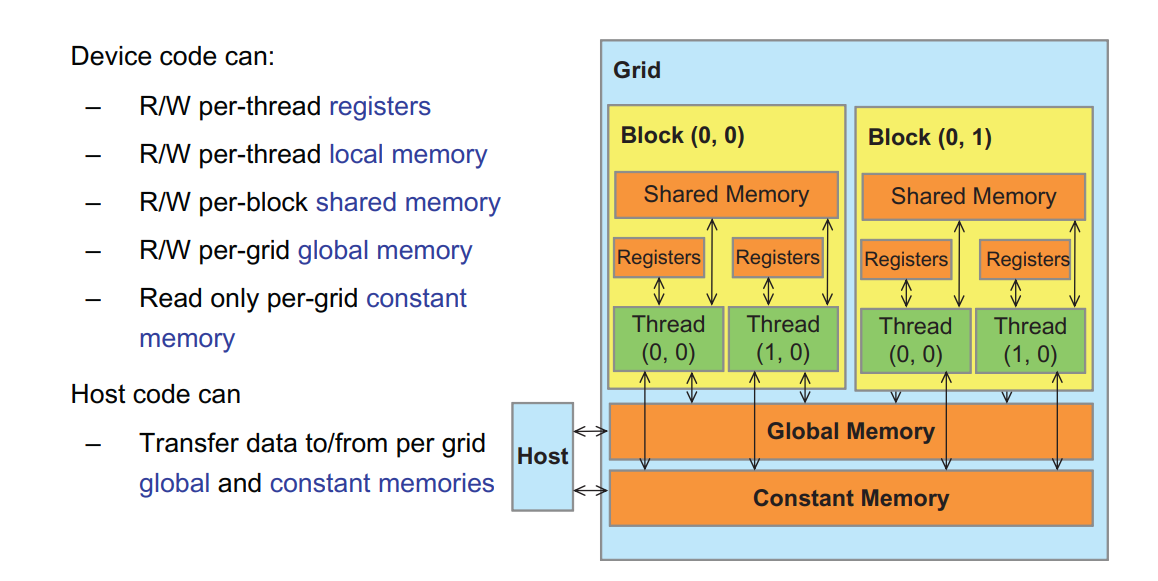 Device code can:
– R/W per-thread registers
– R/W per-thread local memory
– R/W per-block shared memory
– R/W per-grid global memory
– Read only per-grid constant
memory
Host code can
– Transfer data to/from per grid
global and constant memories
Grid
Block (0, 0)
Shared Memory
Registers
Registers
Thread
(0, 0)
Thread
(1, 0)
Block (0, 1)
Shared Memory
Registers
Registers
Thread
(0, 0)
Thread
(1, 0)
Host
Global Memory
Constant Memory